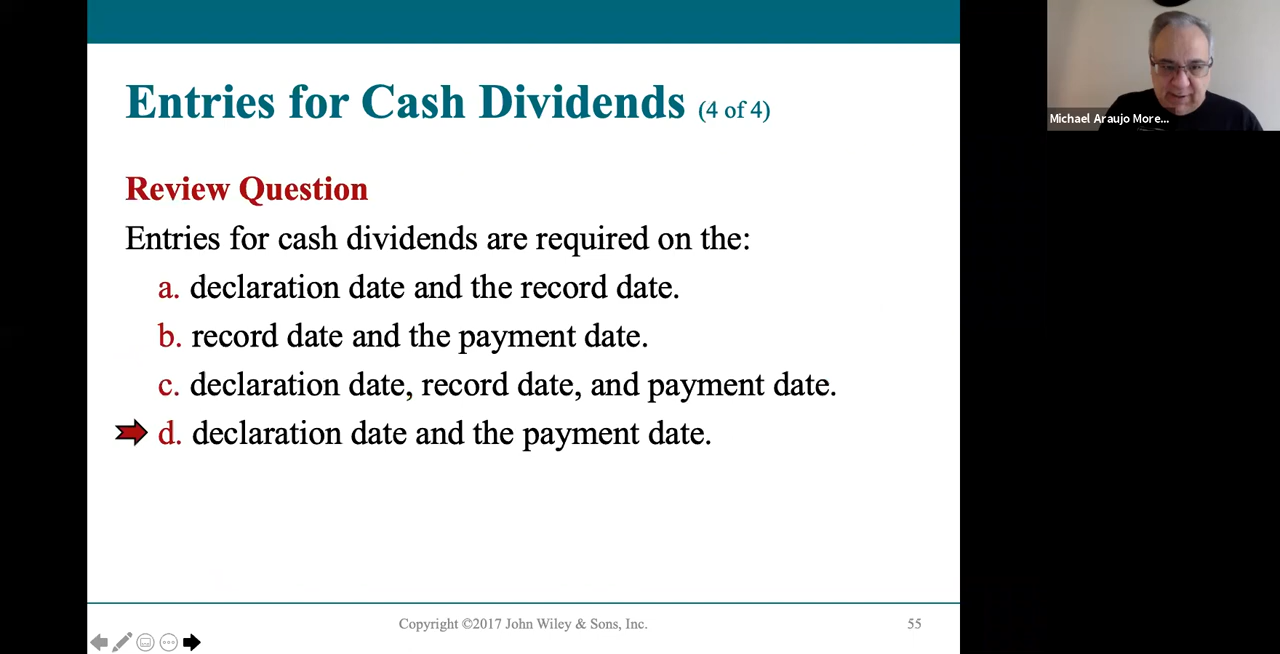 Entries for Cash Dividends (4 of 4)
Michael Araujo More...
Review Question
Entries for cash dividends are required on the:
a. declaration date and the record date.
b. record date and the payment date.
c. declaration date, record date, and payment date.
d. declaration date and the payment date.
Copyright ©2017 John Wiley & Sons, Inc.
55